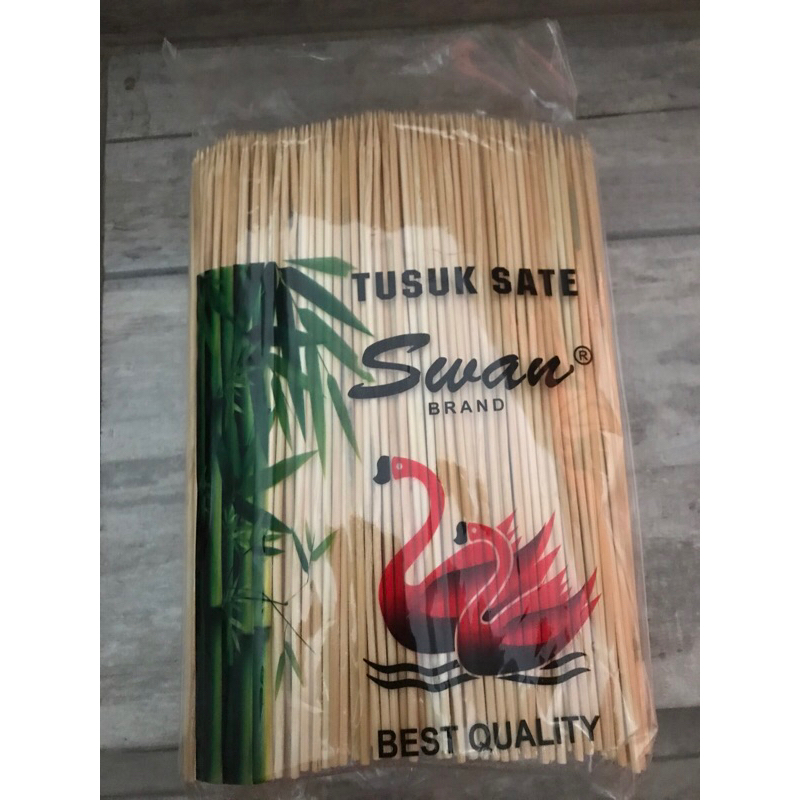 TUSUK SATE
Swan®
BRAND
BEST QUALiTY